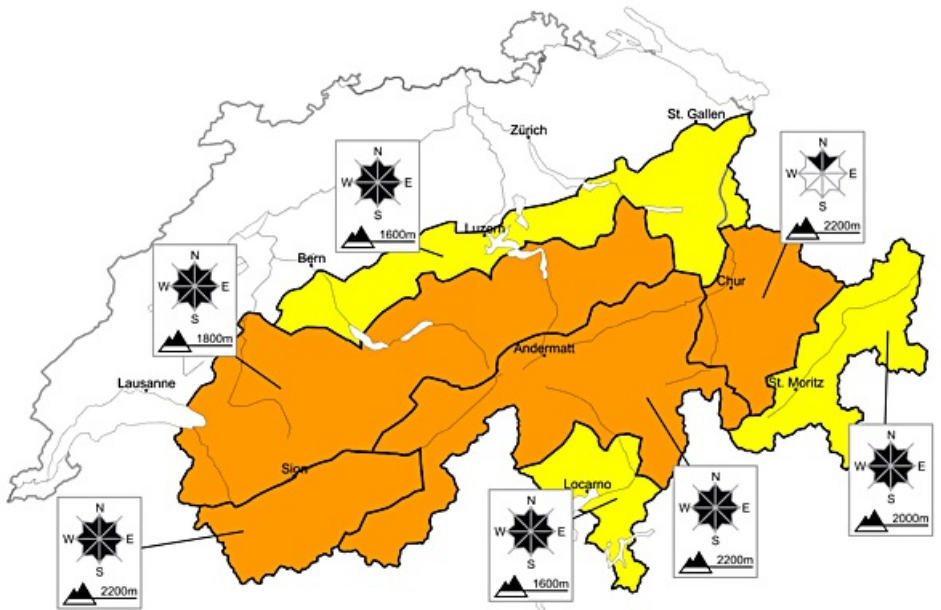 St. Gallen
Zürich
N
W E
S
2200m
N
W E
S
1600m
Luzern
Bern
N
W E
S
1800m
Chur
Andermatt
Lausanne
St. Moritz
Sion
Locarno
N
W E
S
2000m
N
W E
S
2200m
N
W E
S
1600m
N
W E
S
2200m